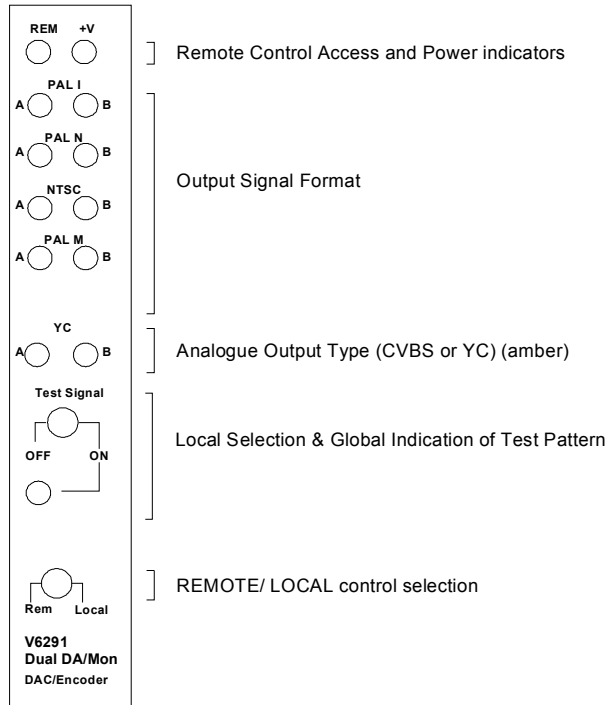 REM +V
Remote Control Access and Power indicators
PAL I
A B
PAL N
A B
Output Signal Format
NTSC
A B
PAL M
A B
YC
A B
Analogue Output Type (CVBS or YC) (amber)
Test Signal
Local Selection & Global Indication of Test Pattern
OFF ON
REMOTE/ LOCAL control selection
Rem Local
V6291
Dual DA/Mon
DAC/Encoder